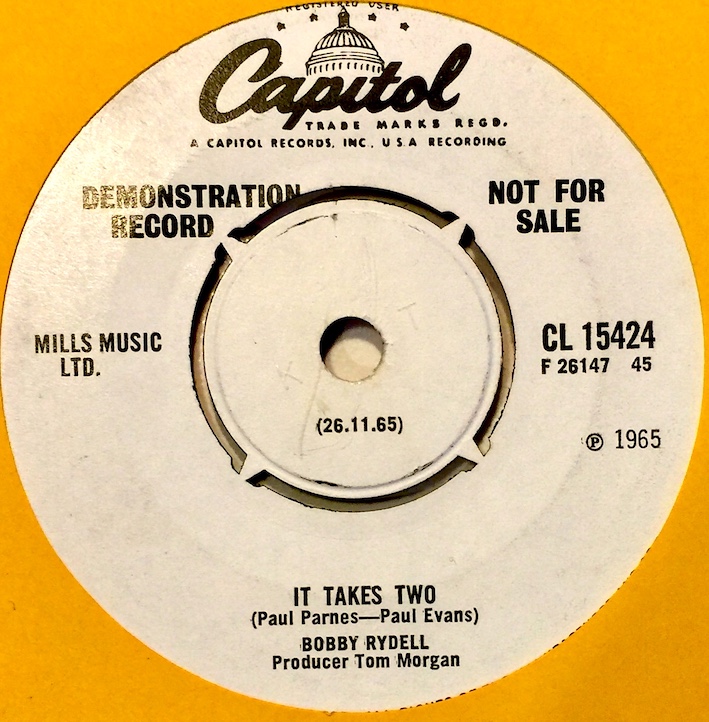 REGISTERED USER
Capitol
TRADE MARKS REGD.
A CAPITOL RECORDS, INC., U.S.A RECORDING
DEMONSTRATION
RECORD
NOT FOR
SALE
MILLS MUSIC
LTD.
CL 15424
F 26147 45
(26.11.65)
℗ 1965
IT TAKES TWO
(Paul Parnes—Paul Evans)
BOBBY RYDELL
Producer Tom Morgan